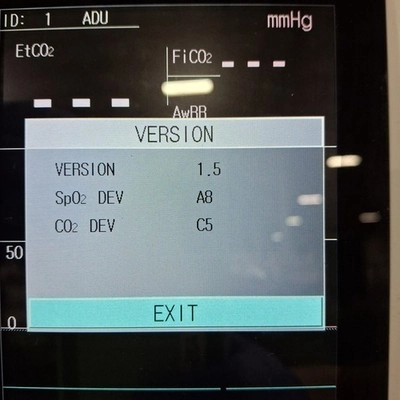 ID: 1 ADU mmHg
EtCO2 FiCO2 - - -
- - -
AwRR
VERSION
VERSION 1.5
SpO2 DEV A8
CO2 DEV C5
50
EXIT
0